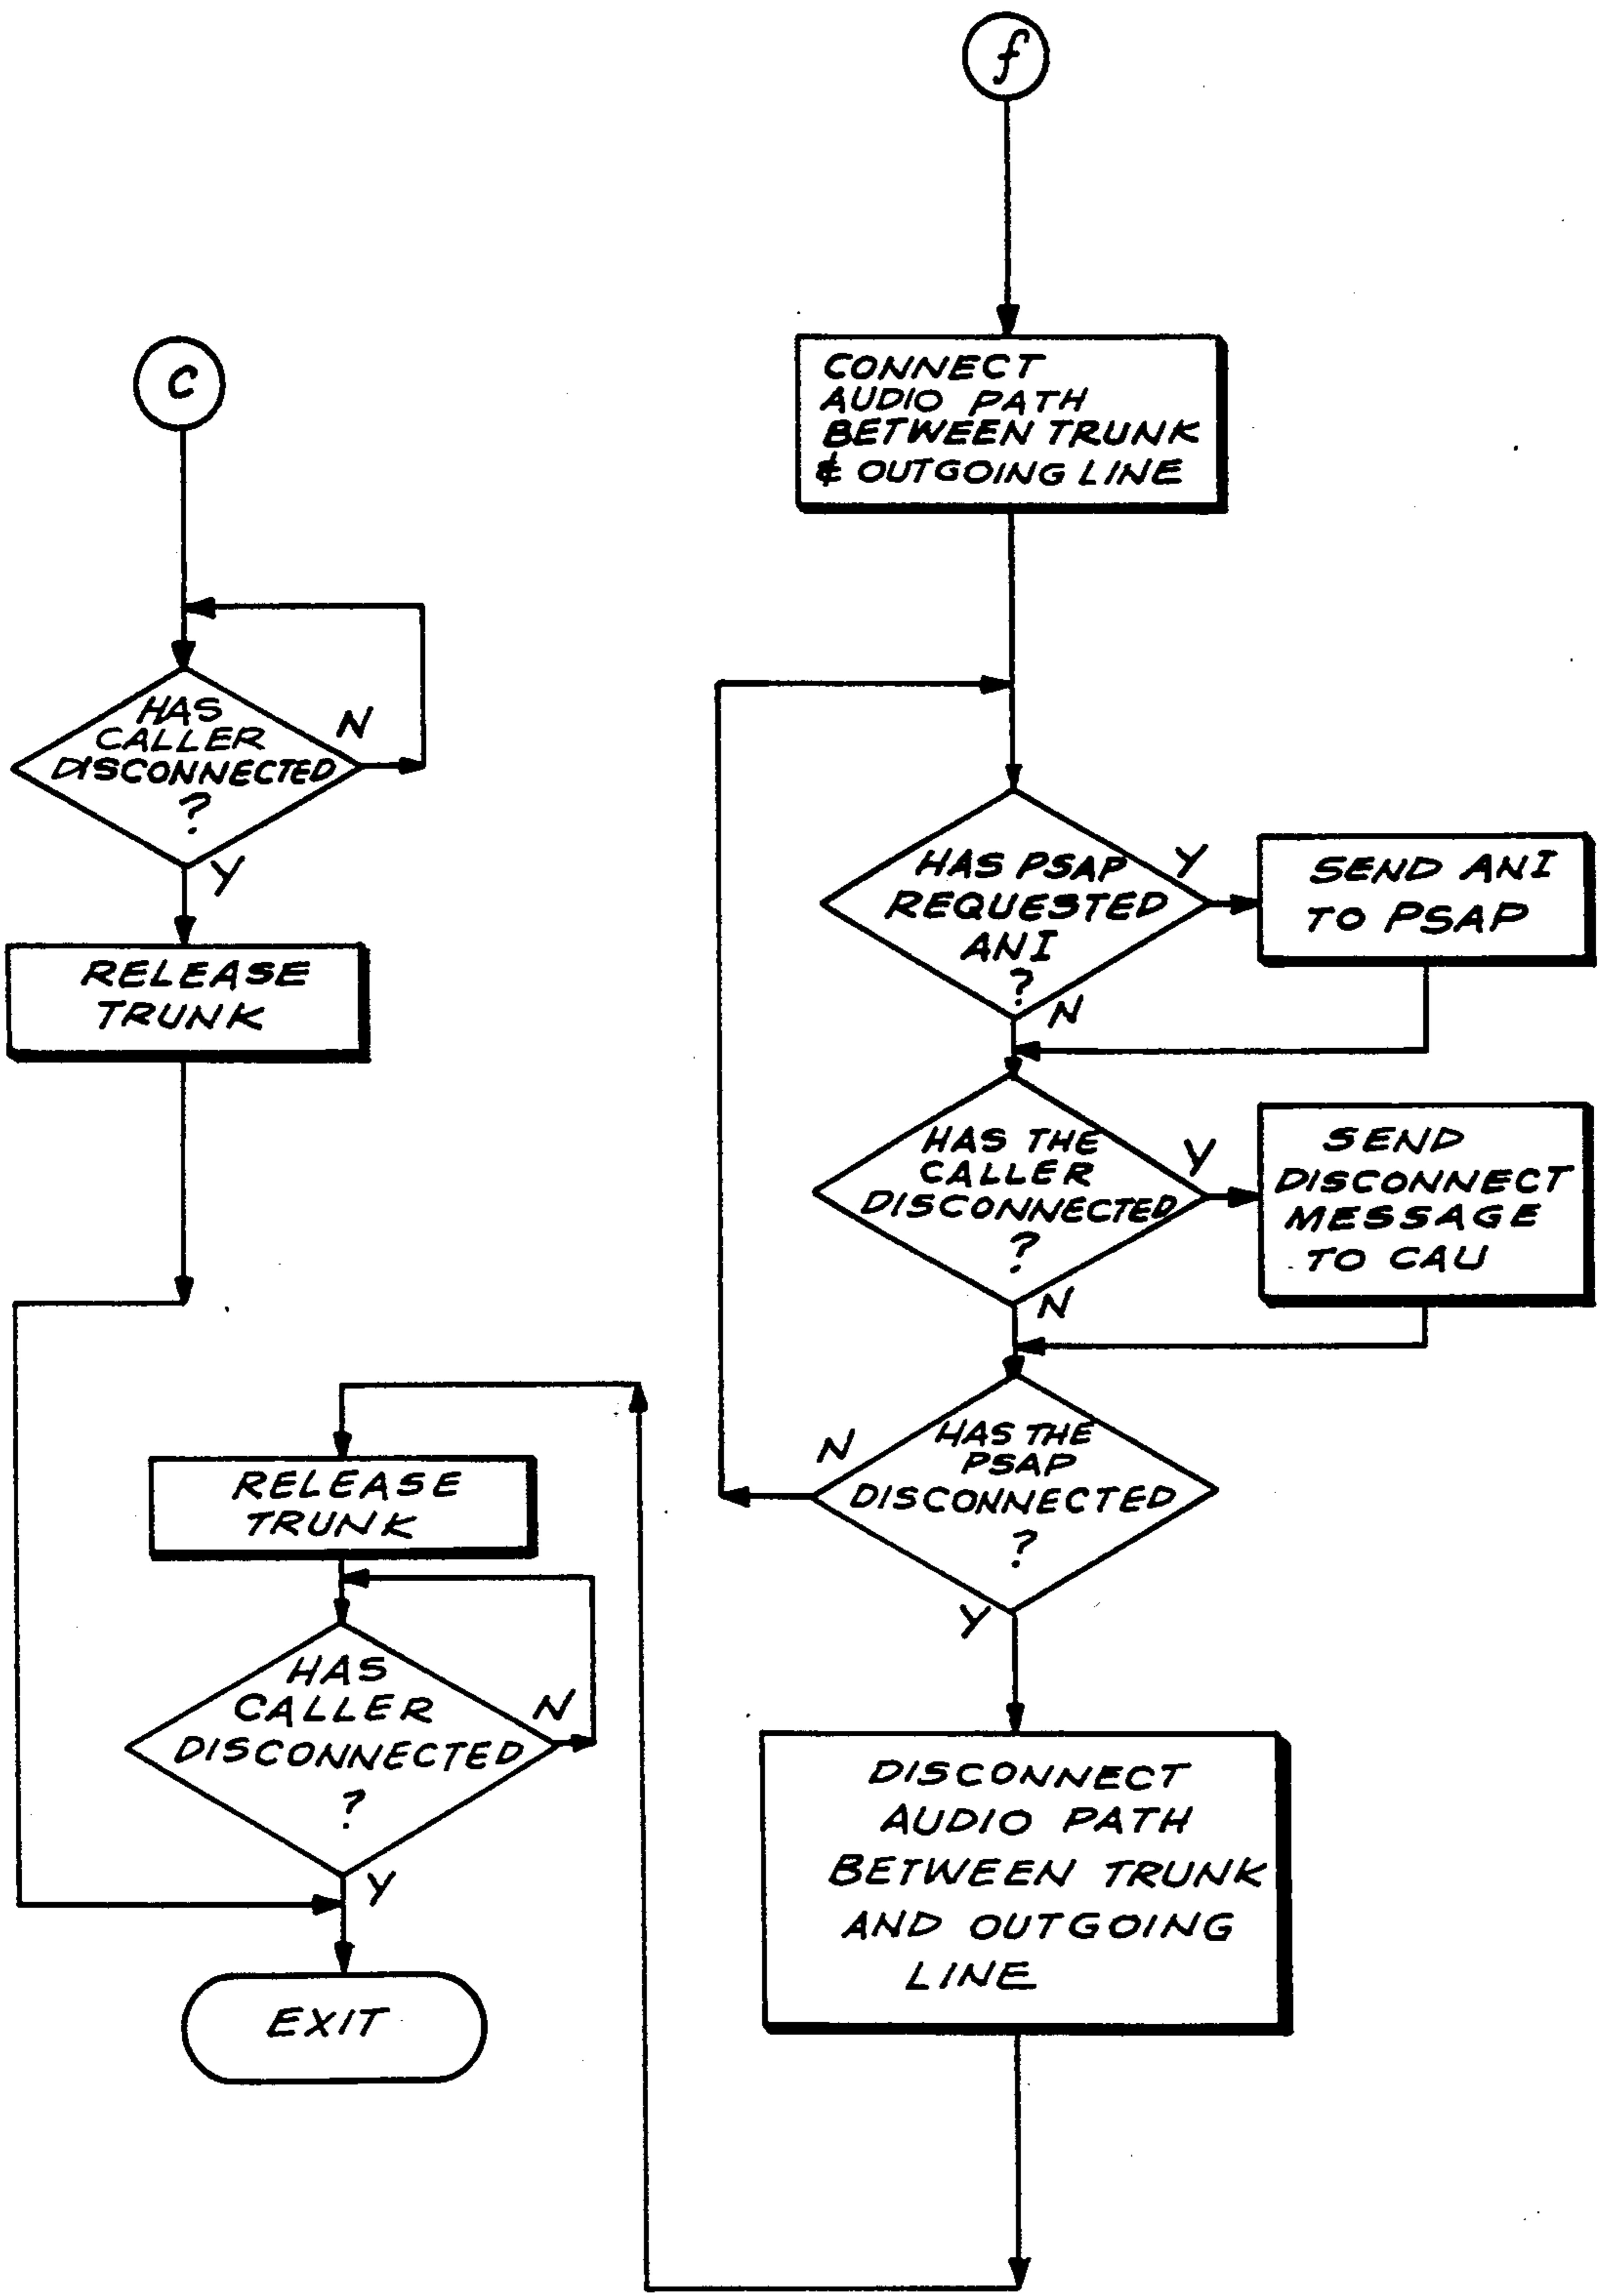 f
CONNECT
AUDIO PATH
BETWEEN TRUNK
& OUTGOING LINE
HAS PSAP
REQUESTED
ANI
?
Y
N
SEND ANI
TO PSAP
HAS THE
CALLER
DISCONNECTED
?
Y
N
SEND
DISCONNECT
MESSAGE
TO CAU
HAS THE
PSAP
DISCONNECTED
?
N
Y
DISCONNECT
AUDIO PATH
BETWEEN TRUNK
AND OUTGOING
LINE
C
HAS
CALLER
DISCONNECTED
?
N
Y
RELEASE
TRUNK
RELEASE
TRUNK
HAS
CALLER
DISCONNECTED
?
N
Y
EXIT